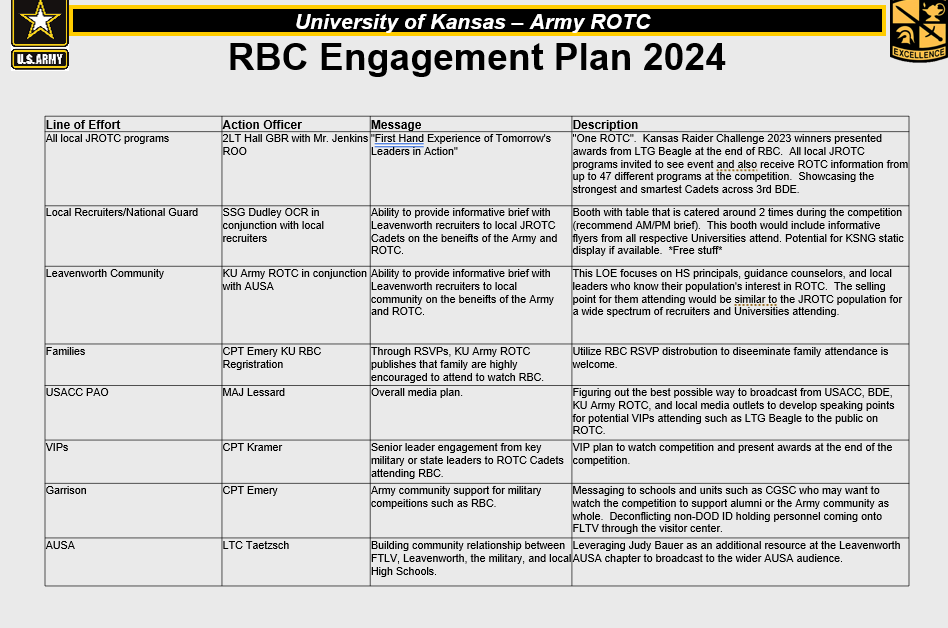 University of Kansas – Army ROTC
U.S.ARMY
EXCELLENCE
RBC Engagement Plan 2024
Line of Effort
Action Officer
Message
Description
All local JROTC programs
2LT Hall GBR with Mr. Jenkins
ROO
"First Hand Experience of Tomorrow's
Leaders in Action"
"One ROTC".  Kansas Raider Challenge 2023 winners presented
awards from LTG Beagle at the end of RBC.  All local JROTC
programs invited to see event and also receive ROTC information from
up to 47 different programs at the competition.  Showcasing the
strongest and smartest Cadets across 3rd BDE.
Local Recruiters/National Guard
SSG Dudley OCR in
conjunction with local
recruiters
Ability to provide informative brief with
Leavenworth recruiters to local JROTC
Cadets on the beneifts of the Army and
ROTC.
Booth with table that is catered around 2 times during the competition
(recommend AM/PM brief).  This booth would include informative
flyers from all respective Universities attend. Potential for KSNG static
display if available.  *Free stuff*
Leavenworth Community
KU Army ROTC in conjunction
with AUSA
Ability to provide informative brief with
Leavenworth recruiters to local
community on the beneifts of the Army
and ROTC.
This LOE focuses on HS principals, guidance counselors, and local
leaders who know their population's interest in ROTC.  The selling
point for them attending would be similar to the JROTC population for
a wide spectrum of recruiters and Universities attending.
Families
CPT Emery KU RBC
Regristration
Through RSVPs, KU Army ROTC
publishes that family are highly
encouraged to attend to watch RBC.
Utilize RBC RSVP distrobution to diseeminate family attendance is
welcome.
USACC PAO
MAJ Lessard
Overall media plan.
Figuring out the best possible way to broadcast from USACC, BDE,
KU Army ROTC, and local media outlets to develop speaking points
for potential VIPs attending such as LTG Beagle to the public on
ROTC.
VIPs
CPT Kramer
Senior leader engagement from key
military or state leaders to ROTC Cadets
attending RBC.
VIP plan to watch competition and present awards at the end of the
competition.
Garrison
CPT Emery
Army community support for military
compeitions such as RBC.
Messaging to schools and units such as CGSC who may want to
watch the competition to support alumni or the Army community as
whole.  Deconflicting non-DOD ID holding personnel coming onto
FLTV through the visitor center.
AUSA
LTC Taetzsch
Building community relationship between
FTLV, Leavenworth, the military, and local
High Schools.
Leveraging Judy Bauer as an additional resource at the Leavenworth
AUSA chapter to broadcast to the wider AUSA audience.